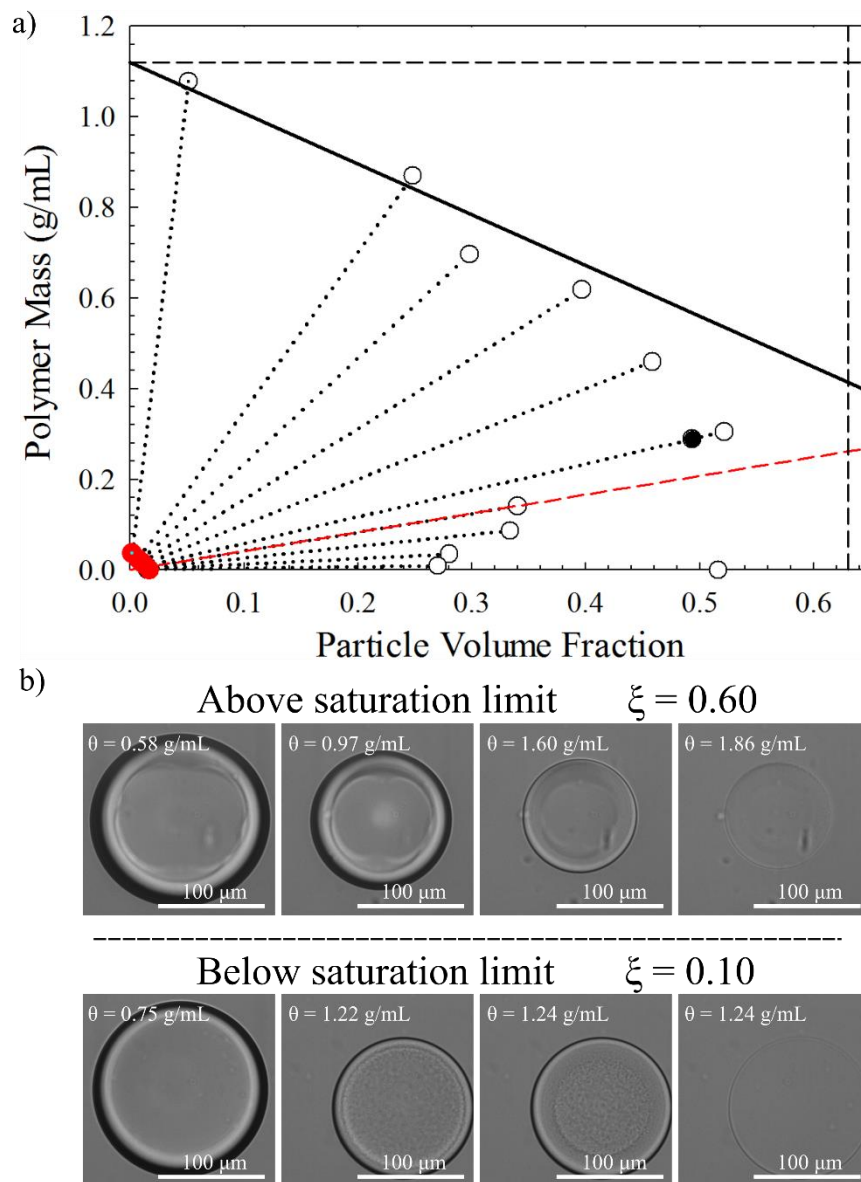 a)
1.2
1.0
0.8
0.6
0.4
0.2
0.0
Polymer Mass (g/mL)
0.0 0.1 0.2 0.3 0.4 0.5 0.6
Particle Volume Fraction
b)
Above saturation limit ξ = 0.60
θ = 0.58 g/mL θ = 0.97 g/mL θ = 1.60 g/mL θ = 1.86 g/mL
100 μm 100 μm 100 μm 100 μm
Below saturation limit ξ = 0.10
θ = 0.75 g/mL θ = 1.22 g/mL θ = 1.24 g/mL θ = 1.24 g/mL
100 μm 100 μm 100 μm 100 μm